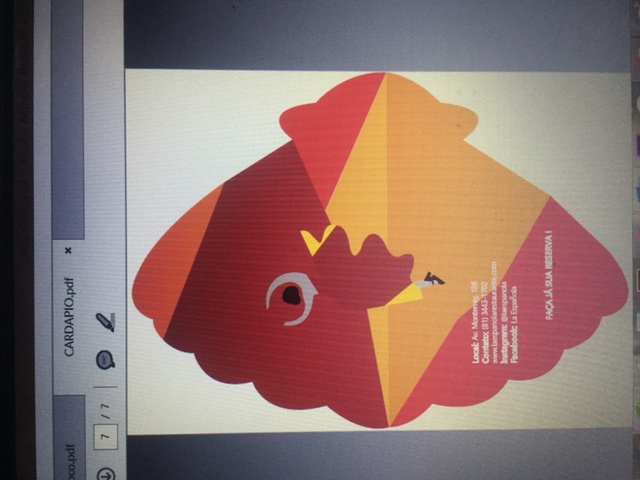 oco.pdf
CARDAPIO.pdf ×
7 / 7
Local: Av. Monterrey, 188
Contato: (81) 3443-1762
www.laespanolarestaurante.com
Instagram: @laespanola
Facebook: La Española
FAÇA JÁ SUA RESERVA !